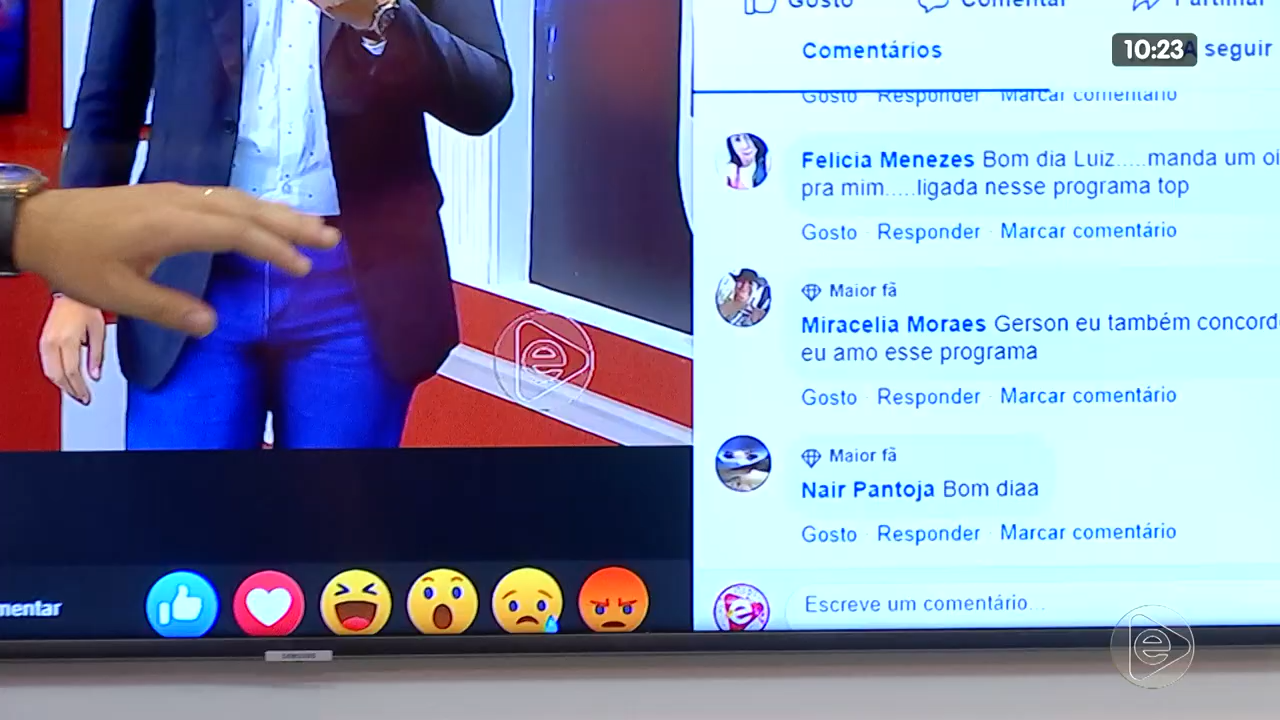 Gosto Comentar Partilhar
Comentários
10:23
A seguir
Gosto Responder Marcar comentário
Felicia Menezes Bom dia Luiz.....manda um oi
pra mim.....ligada nesse programa top
Gosto Responder Marcar comentário
Maior fã
Miracelia Moraes Gerson eu também concord
eu amo esse programa
Gosto Responder Marcar comentário
Maior fã
Nair Pantoja Bom diaa
Gosto Responder Marcar comentário
mentar
Escreve um comentário...
SAMSUNG
e
e
e